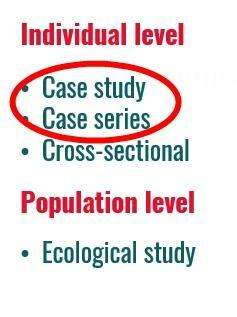 Individual level
• Case study
• Case series
• Cross-sectional
Population level
• Ecological study